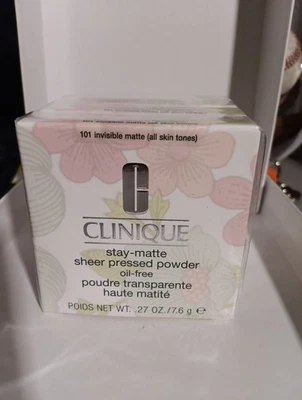 101 invisible matte (all skin tones)
C
CLINIQUE
stay-matte
sheer pressed powder
oil-free
poudre transparente
haute matité
POIDS NET WT. .27 OZ./7.6 g ℮